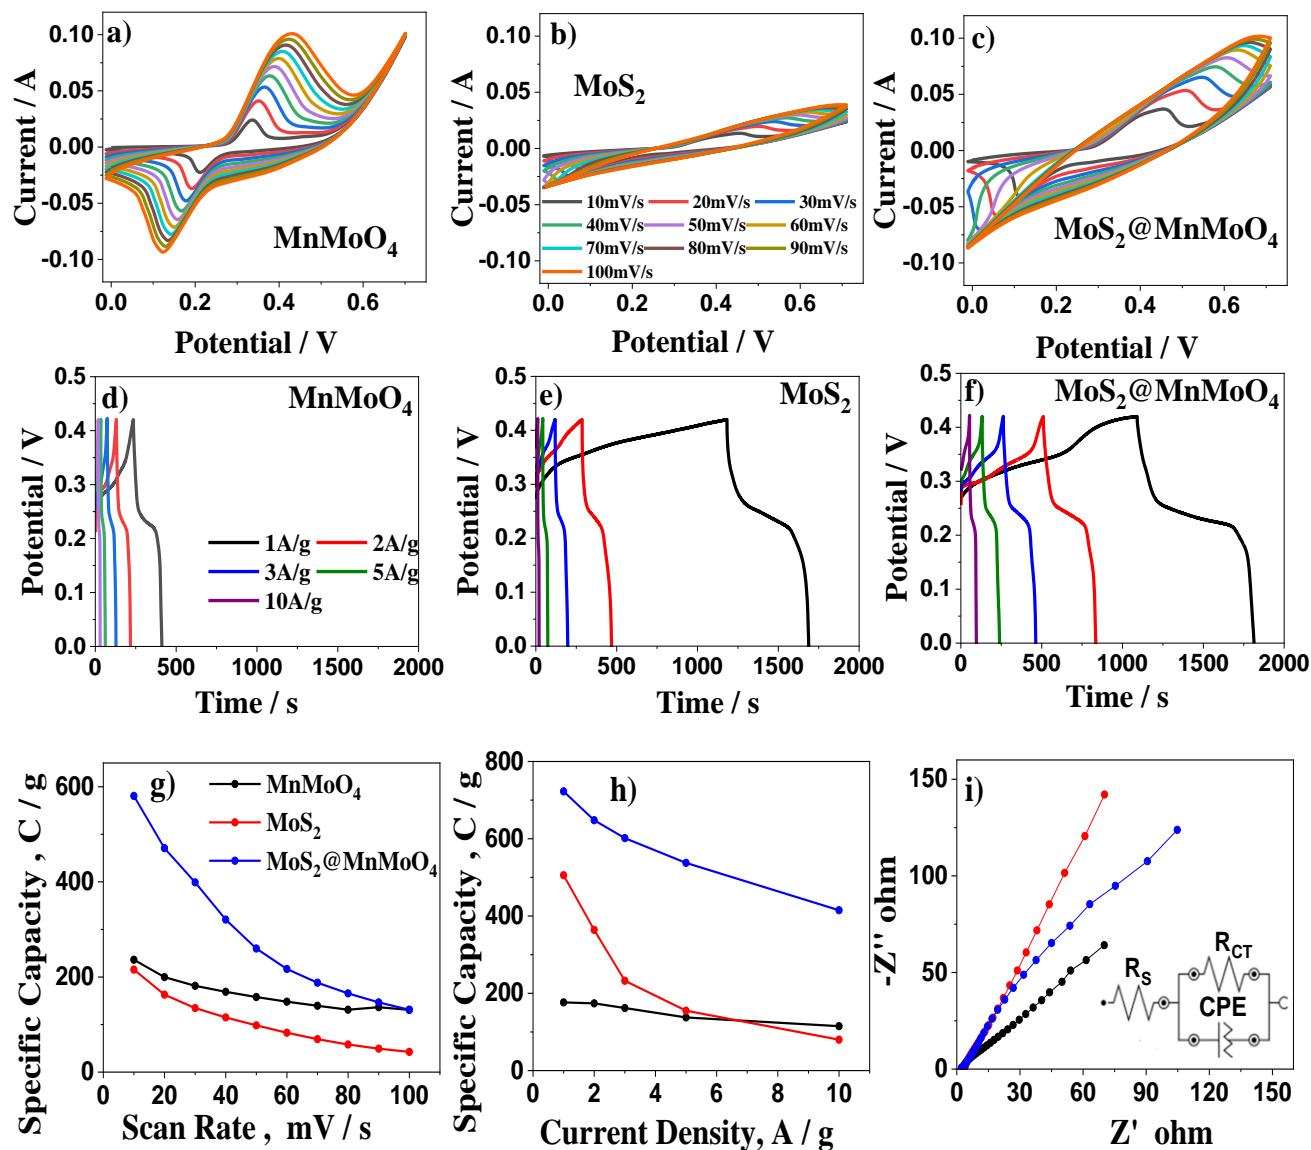 a)
MnMoO4
Current / A
0.10
0.05
0.00
-0.05
-0.10
0.0 0.2 0.4 0.6
Potential / V
b)
MoS2
Current / A
0.10
0.05
0.00
-0.05
-0.10
10mV/s 20mV/s 30mV/s
40mV/s 50mV/s 60mV/s
70mV/s 80mV/s 90mV/s
100mV/s
0.0 0.2 0.4 0.6
Potential / V
c)
MoS2@MnMoO4
Current / A
0.10
0.05
0.00
-0.05
-0.10
0.0 0.2 0.4 0.6
Potential / V
d)
MnMoO4
Potential / V
0.5
0.4
0.3
0.2
0.1
0.0
1A/g 2A/g
3A/g 5A/g
10A/g
0 500 1000 1500 2000
Time / s
e)
MoS2
Potential / V
0.5
0.4
0.3
0.2
0.1
0.0
0 500 1000 1500 2000
Time / s
f)
MoS2@MnMoO4
Potential / V
0.5
0.4
0.3
0.2
0.1
0.0
0 500 1000 1500 2000
Time / s
g)
MnMoO4
MoS2
MoS2@MnMoO4
Specific Capacity , C / g
600
400
200
0
0 20 40 60 80 100
Scan Rate , mV / s
h)
Specific Capacity , C / g
800
600
400
200
0
0 2 4 6 8 10
Current Density, A / g
i)
-Z'' ohm
150
100
50
0
RS
RCT
CPE
0 30 60 90 120 150
Z' ohm